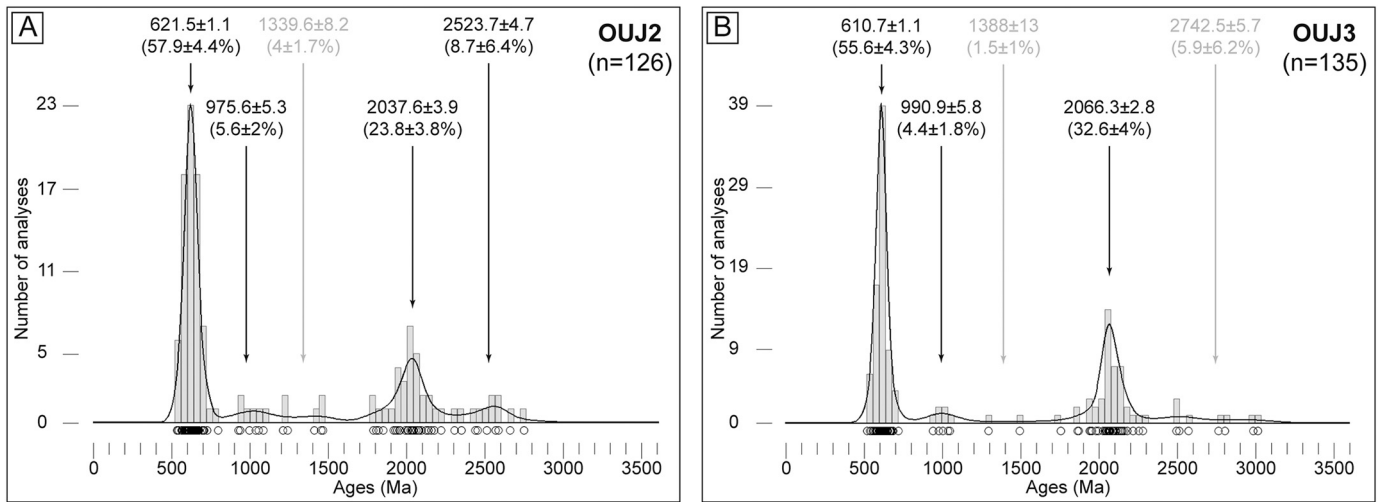 A
621.5±1.1
(57.9±4.4%)
1339.6±8.2
(4±1.7%)
2523.7±4.7
(8.7±6.4%)
OUJ2
(n=126)
975.6±5.3
(5.6±2%)
2037.6±3.9
(23.8±3.8%)
Number of analyses
23
17
11
5
0
0 500 1000 1500 2000 2500 3000 3500
Ages (Ma)
B
610.7±1.1
(55.6±4.3%)
1388±13
(1.5±1%)
2742.5±5.7
(5.9±6.2%)
OUJ3
(n=135)
990.9±5.8
(4.4±1.8%)
2066.3±2.8
(32.6±4%)
Number of analyses
39
29
19
9
0
0 500 1000 1500 2000 2500 3000 3500
Ages (Ma)